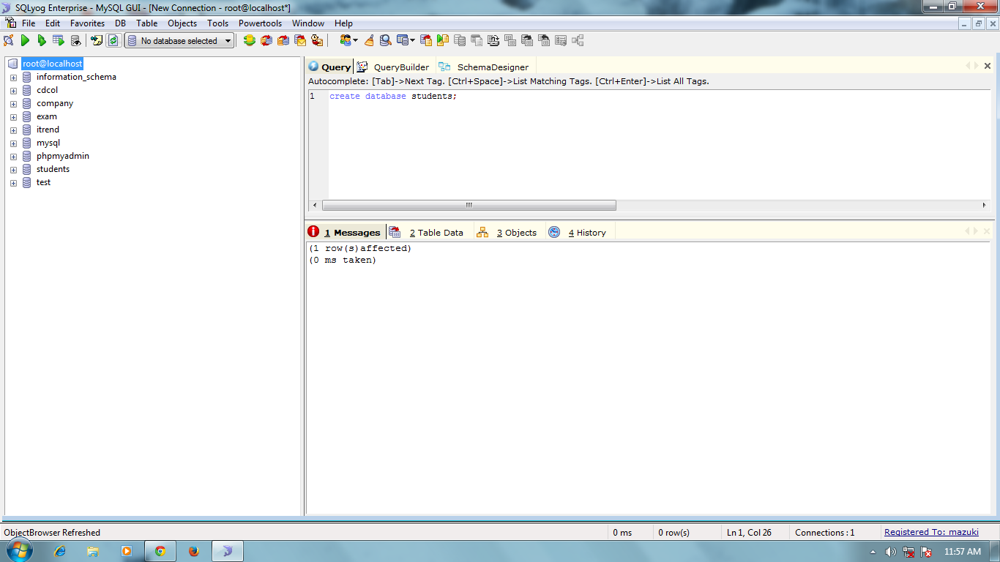 SQLyog Enterprise - MySQL GUI - [New Connection - root@localhost*]
File Edit Favorites DB Table Objects Tools Powertools Window Help
No database selected
root@localhost
information_schema
cdcol
company
exam
itrend
mysql
phpmyadmin
students
test
Query QueryBuilder SchemaDesigner
Autocomplete: [Tab]->Next Tag. [Ctrl+Space]->List Matching Tags. [Ctrl+Enter]->List All Tags.
1 create database students;
1 Messages 2 Table Data 3 Objects 4 History
(1 row(s)affected)
(0 ms taken)
ObjectBrowser Refreshed 0 ms 0 row(s) Ln 1, Col 26 Connections : 1 Registered To: mazuki
11:57 AM